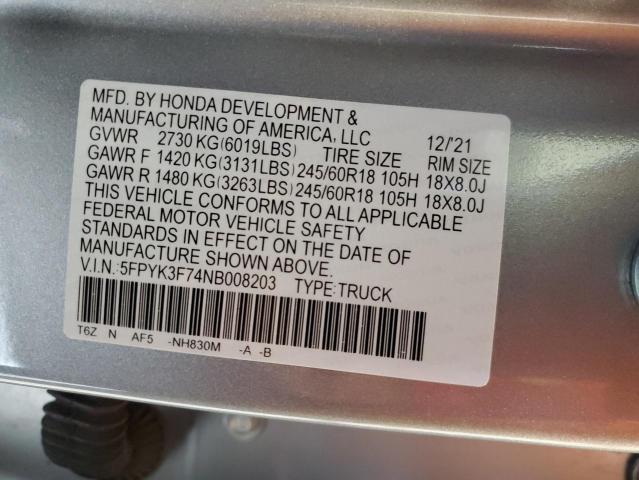 MFD. BY HONDA DEVELOPMENT &
MANUFACTURING OF AMERICA, LLC 12/'21
GVWR 2730 KG(6019LBS) TIRE SIZE RIM SIZE
GAWR F 1420 KG(3131LBS) 245/60R18 105H 18X8.0J
GAWR R 1480 KG(3263LBS) 245/60R18 105H 18X8.0J
THIS VEHICLE CONFORMS TO ALL APPLICABLE
FEDERAL MOTOR VEHICLE SAFETY
STANDARDS IN EFFECT ON THE DATE OF
MANUFACTURE SHOWN ABOVE.
V.I.N.:5FPYK3F74NB008203 TYPE:TRUCK
T6Z N AF5 -NH830M -A -B